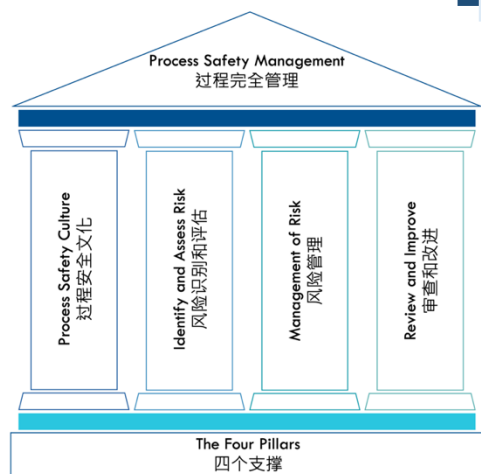 Process Safety Management
过程完全管理
Process Safety Culture
过程安全文化
Identify and Assess Risk
风险识别和评估
Management of Risk
风险管理
Review and Improve
审查和改进
The Four Pillars
四个支撑